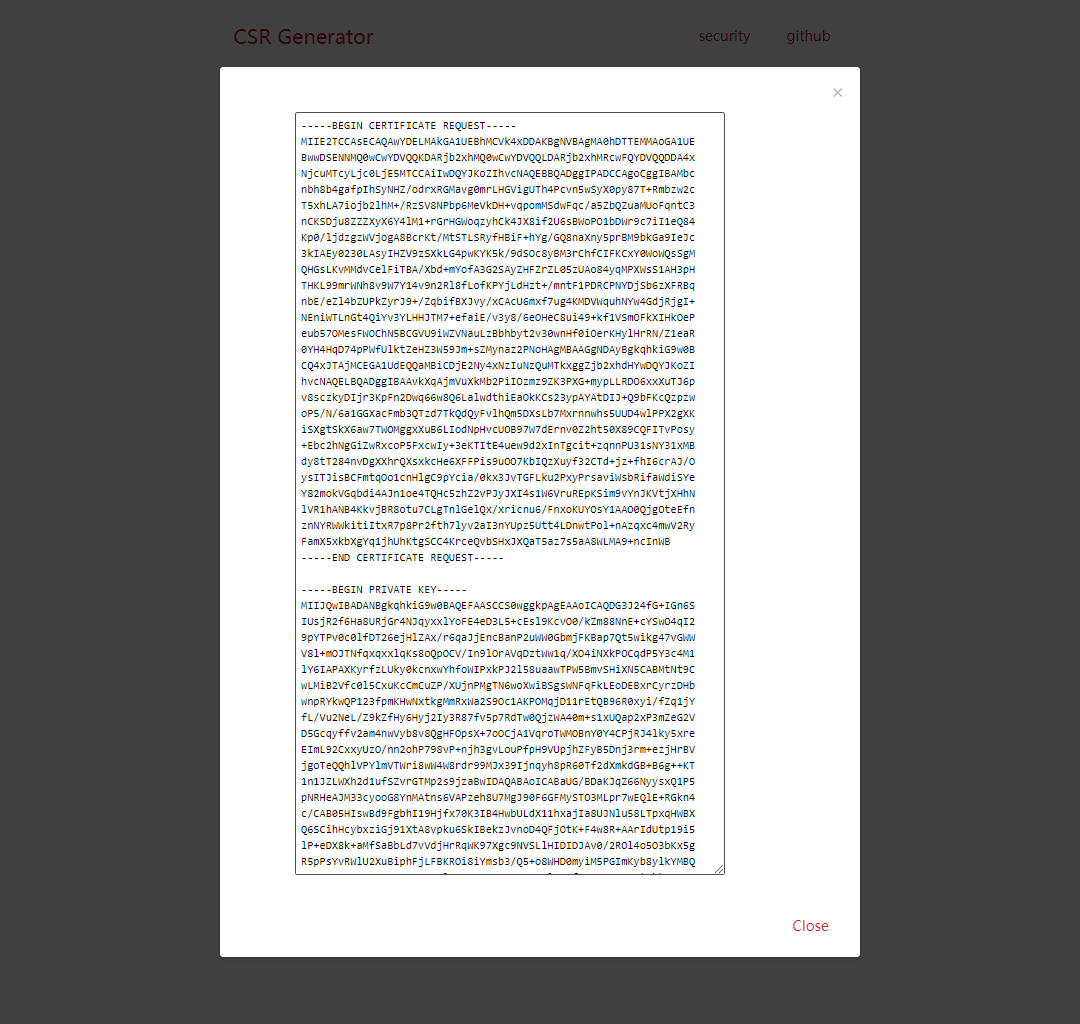 CSR Generator
security
github
×
-----BEGIN CERTIFICATE REQUEST-----
MIIE2TCCAsECAQAwYDELMAkGA1UEBhMCVk4xDDAKBgNVBAgMA0hDTTEMMAoGA1UE
BwwDSENNMQ0wCwYDVQQKDARjb2xhMQ0wCwYDVQQLDARjb2xhMRcwFQYDVQQDDA4x
NjcuMTcyLjc0LjE5MTCCAiIwDQYJKoZIhvcNAQEBBQADggIPADCCAgoCggIBAMbc
nbh8b4gafpIhSyNHZ/odrxRGMavg0mrLHGVigUTh4Pcvn5wSyX0py87T+Rmbzw2c
T5xhLA7iojb2lhM+/RzSV8NPbp6MeVkDH+vqpomMSdwFqc/a5ZbQZuaMUoFqntC3
nCKSDju8ZZZXyX6Y4lM1+rGrHGWoqzyhCk4JX8if2U6sBWoPO1bDWr9c7iI1eQ84
Kp0/ljdzgzWVjogA8BcrKt/MtSTLSRyfHBiF+hYg/GQ8naXny5prBM9bkGa9IeJc
3kIAEy0230LAsyIHZV9zSXkLG4pwKYK5k/9dSOc8yBM3rChfCIFKCxY0WoWQsSgM
QHGsLKvMMdvCelFiTBA/Xbd+mYofA3G2SAyZHFZrZL05zUAo84yqMPXWsS1AH3pH
THKL99mrWNh8v9W7Y14v9n2Rl8fLofKPYjLdHzt+/mntF1PDRCPNYDjSb6zXFRBq
nbE/eZl4bZUPkZyrJ9+/ZqbifBXJvy/xCAcU6mxf7ug4KMDVWquhNYw4GdjRjgI+
NEniWTLnGt4QiYv3YLHHJTM7+efaiE/v3y8/6eOHeC8ui49+kf1VSmOFkXIHkOeP
eub57OMesFWOChN5BCGVU9iWZVNauLzBbhbyt2v30wnHf0iOerKHylHrRN/Z1eaR
0YH4HqD74pPWfUlktZeHZ3W59Jm+sZMynaz2PNoHAgMBAAGgNDAyBgkqhkiG9w0B
CQ4xJTAjMCEGA1UdEQQaMBiCDjE2Ny4xNzIuNzQuMTkxggZjb2xhdHYwDQYJKoZI
hvcNAQELBQADggIBAAvkXqAjmVuXkMb2PiIOzmz9ZK3PXG+mypLLRDO6xxXuTJ6p
v8sczkyDIjr3KpFn2Dwq66w8Q6LalwdthiEaOkKCs23ypAYAtDIJ+Q9bFKcQzpzw
oP5/N/6a1GGXacFmb3QTzd7TkQdQyFvlhQm5DXsLb7Mxrnnwhs5UUD4wlPPX2gXK
iSXgtSkX6aw7TWOMggxXuB6LIodNpHvcUOB97W7dErnv0Z2ht50X89CQFITvPosy
+Ebc2hNgGiZwRxcoP5FxcwIy+3eKTItE4uew9d2xInTgcit+zqnnPU31sNY31xMB
dy8tT284nvDgXXhrQXsxkcHe6XFFPis9uOO7KbIQzXuyf32CTd+jz+fhI6crAJ/O
ysITJisBCFmtqOo1cnHlgC9pYcia/0kx3JvTGFLku2PxyPrsaviWsbRifaWdiSYe
Y82mokVGqbdi4AJn1oe4TQHc5zhZ2vPJyJXI4s1W6VruREpKSim9vYnJKVtjXHhN
lVR1hANB4KkvjBR8otu7CLgTnlGelQx/xricnu6/FnxoKUYOsY1AAO0QjgOteEfn
znNYRWWkitiItxR7p8Pr2fth7lyv2aI3nYUpz5Utt4LDnwtPol+nAzqxc4mwV2Ry
FamX5xkbXgYq1jhUhKtgSCC4KrceQvbSHxJXQaT5az7s5aA8WLMA9+ncInWB
-----END CERTIFICATE REQUEST-----
-----BEGIN PRIVATE KEY-----
MIIJQwIBADANBgkqhkiG9w0BAQEFAASCCS0wggkpAgEAAoICAQDG3J24fG+IGn6S
IUsjR2f6Ha8URjGr4NJqyxxlYoFE4eD3L5+cEsl9KcvO0/kZm88NnE+cYSwO4qI2
9pYTPv0c0lfDT26ejHlZAx/r6qaJjEncBanP2uWW0GbmjFKBap7Qt5wikg47vGWW
V8l+mOJTNfqxqxxlqKs8oQpOCV/In9lOrAVqDztWw1q/XO4iNXkPOCqdP5Y3c4M1
lY6IAPAXKyrfzLUky0kcnxwYhfoWIPxkPJ2l58uaawTPW5BmvSHiXN5CABMtNt9C
wLMiB2Vfc0l5CxuKcCmCuZP/XUjnPMgTN6woXwiBSgsWNFqFkLEoDEBxrCyrzDHb
wnpRYkwQP123fpmKHwNxtkgMmRxWa2S9Oc1AKPOMqjD11rEtQB96R0xyi/fZq1jY
fL/Vu2NeL/Z9kZfHy6Hyj2Iy3R87fv5p7RdTw0QjzWA40m+s1xUQap2xP3mZeG2V
D5Gcqyffv2am4nwVyb8v8QgHFOpsX+7oOCjA1VqroTWMOBnY0Y4CPjRJ4lky5xre
EImL92CxxyUzO/nn2ohP798vP+njh3gvLouPfpH9VUpjhZFyB5Dnj3rm+ezjHrBV
jgoTeQQhlVPYlmVTWri8wW4W8rdr99MJx39Ijnqyh8pR60Tf2dXmkdGB+B6g++KT
1n1JZLWXh2d1ufSZvrGTMp2s9jzaBwIDAQABAoICABaUG/BDaKJqZ66NyysxQ1P5
pNRHeAJM33cyooG8YnMAtns6VAPzeh8U7MgJ90F6GFMySTO3MLpr7wEQlE+RGkn4
c/CAB05HIswBd9FgbhI19Hjfx70K3IB4HwbULdX11hxajIa8UJNlu58LTpxqHWBX
Q6SCihHcybxziGj91XtA8vpku6SkIBekzJvnoD4QFjOtK+F4w8R+AArIdUtp19i5
lP+eDX8k+aMfSaBbLd7vVdjHrRqWK97Xgc9NVSLlHIDIDJAv0/2ROl4o5O3bKx5g
R5pPsYvRWlU2XuBiphFjLFBKROi8iYmsb3/Q5+o8WHD0myiM5PGImKyb8ylkYMBQ
Close